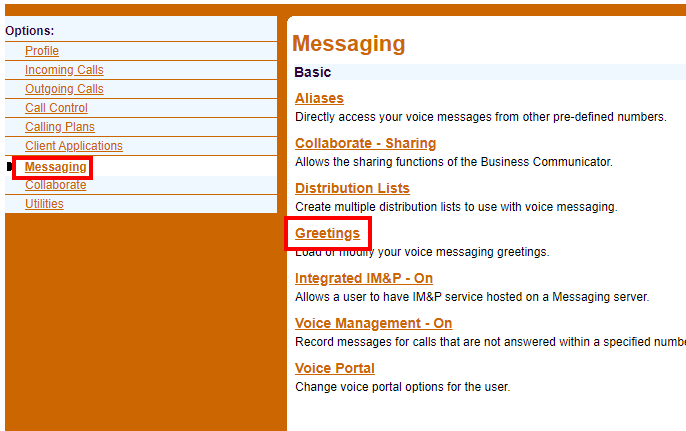 Options:
Profile
Incoming Calls
Outgoing Calls
Call Control
Calling Plans
Client Applications
Messaging
Collaborate
Utilities
Messaging
Basic
Aliases
Directly access your voice messages from other pre-defined numbers.
Collaborate - Sharing
Allows the sharing functions of the Business Communicator.
Distribution Lists
Create multiple distribution lists to use with voice messaging.
Greetings
Load or modify your voice messaging greetings.
Integrated IM&P - On
Allows a user to have IM&P service hosted on a Messaging server.
Voice Management - On
Record messages for calls that are not answered within a specified numbe
Voice Portal
Change voice portal options for the user.